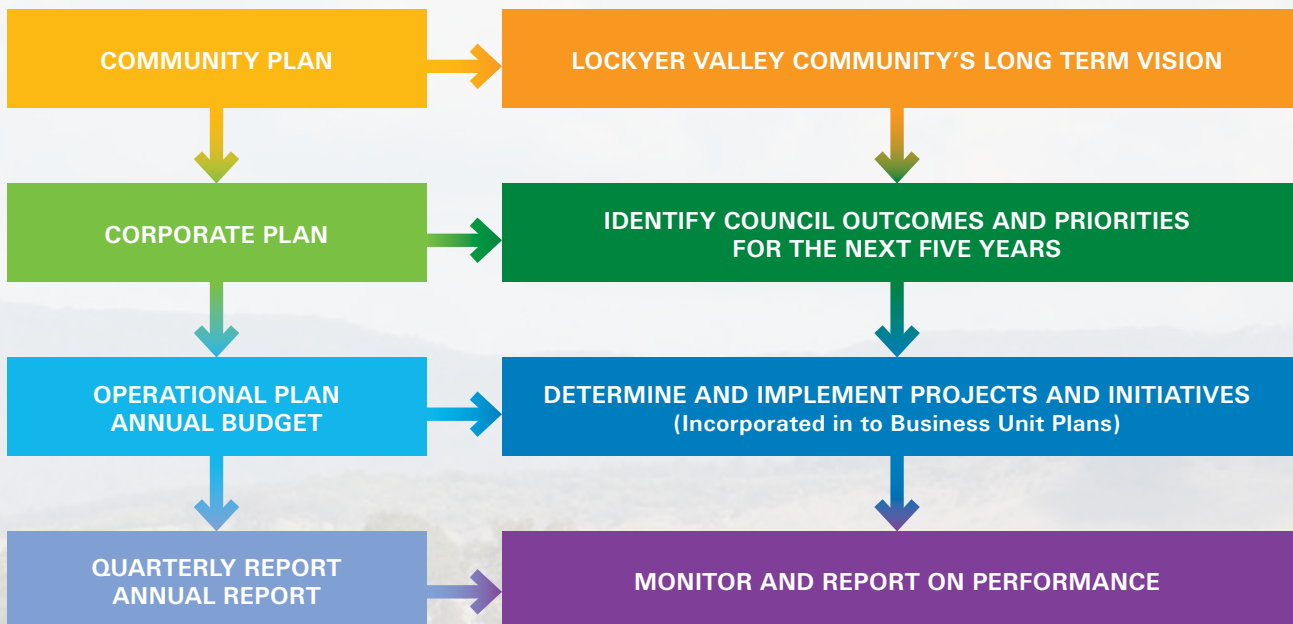 COMMUNITY PLAN
LOCKYER VALLEY COMMUNITY'S LONG TERM VISION
CORPORATE PLAN
IDENTIFY COUNCIL OUTCOMES AND PRIORITIES
FOR THE NEXT FIVE YEARS
OPERATIONAL PLAN
ANNUAL BUDGET
DETERMINE AND IMPLEMENT PROJECTS AND INITIATIVES
(Incorporated in to Business Unit Plans)
QUARTERLY REPORT
ANNUAL REPORT
MONITOR AND REPORT ON PERFORMANCE